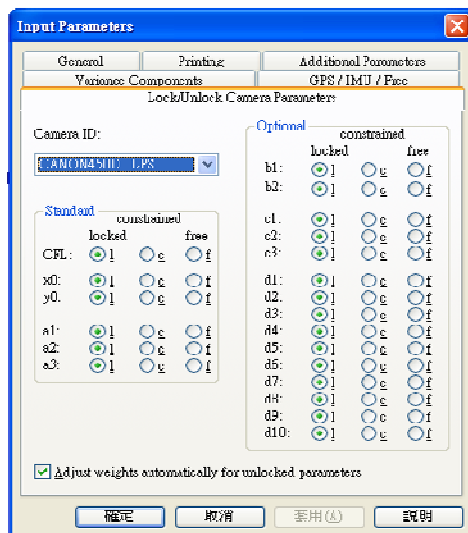 Input Parameters
General Printing Additional Parameters
Variance Components GPS / IMU / Free
Lock/Unlock Camera Parameters
Camera ID:
Standard
constrained
locked free
CFL: l c f
x0: l c f
y0: l c f
a1: l c f
a2: l c f
a3: l c f
Optional
constrained
locked free
b1: l c f
b2: l c f
c1: l c f
c2: l c f
c3: l c f
d1: l c f
d2: l c f
d3: l c f
d4: l c f
d5: l c f
d6: l c f
d7: l c f
d8: l c f
d9: l c f
d10: l c f
Adjust weights automatically for unlocked parameters
確定 取消 套用(A) 說明